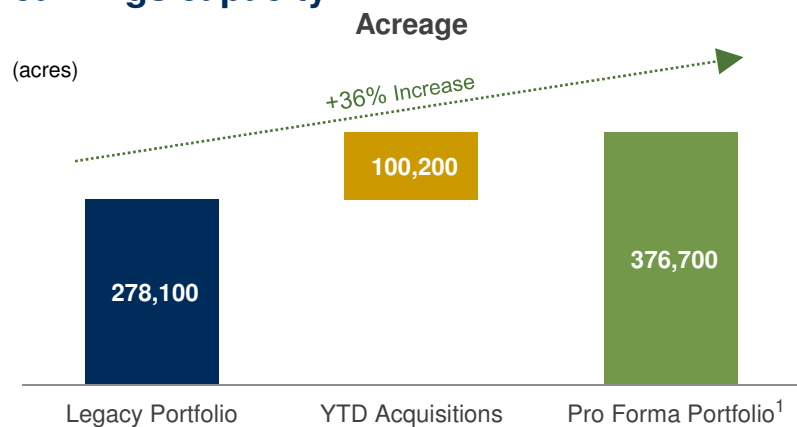 Acreage
(acres)
+36% Increase
100,200
376,700
278,100
Legacy Portfolio
YTD Acquisitions
Pro Forma Portfolio¹